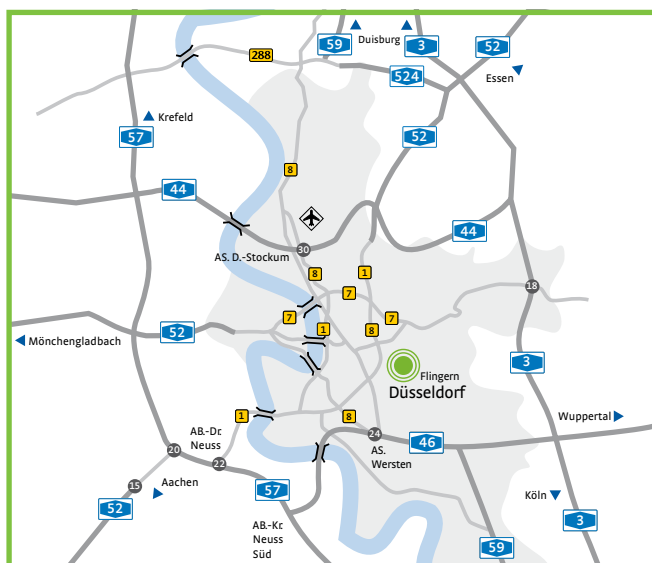 59
Duisburg
3
52
288
524
Essen
Krefeld
57
52
8
44
44
AS. D.-Stockum
30
8
1
18
7
7
1
8
7
52
Mönchengladbach
3
Flingern
Düsseldorf
1
8
Wuppertal
AB.-Dr.
Neuss
24
46
20
22
AS.
Wersten
Aachen
15
57
Köln
52
AB.-Kr.
Neuss
Süd
3
59